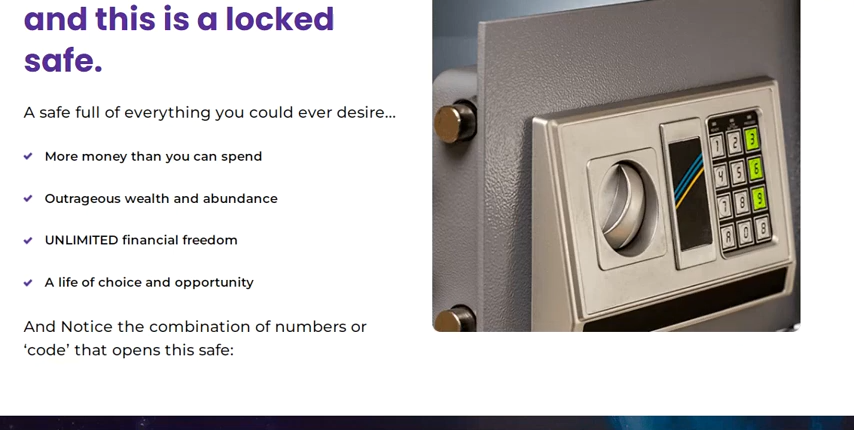 and this is a locked
safe.
A safe full of everything you could ever desire...
More money than you can spend
Outrageous wealth and abundance
UNLIMITED financial freedom
A life of choice and opportunity
And Notice the combination of numbers or
‘code’ that opens this safe:
1 2 3
4 5 6
7 8 9
A 0 B